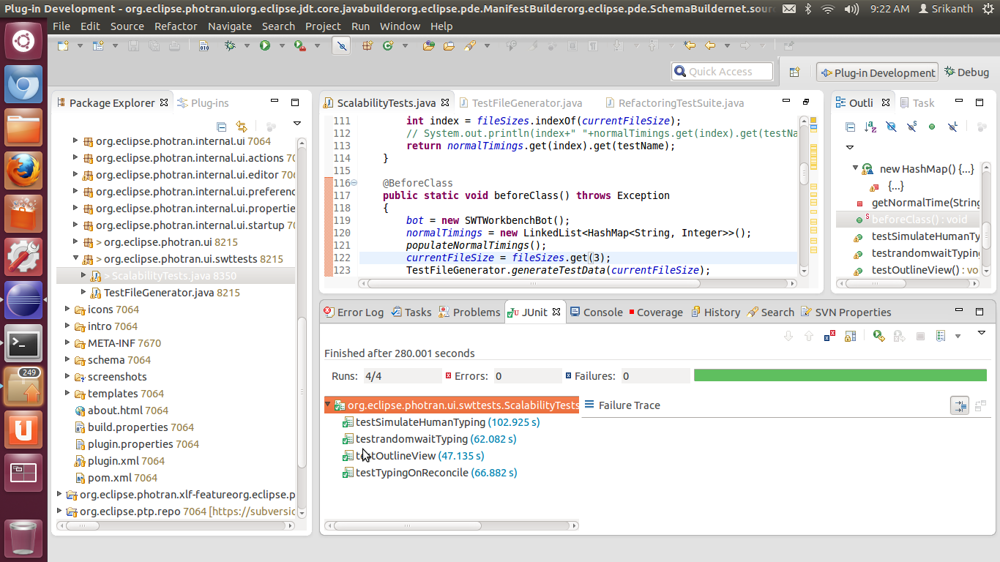 Plug-in Development - org.eclipse.photran.uiorg.eclipse.jdt.core.javabuilderorg.eclipse.pde.ManifestBuilderorg.eclipse.pde.SchemaBuildernet.sour
9:22 AM Srikanth
File Edit Source Refactor Navigate Search Project Run Window Help
Quick Access
Plug-in Development
Debug
Package Explorer
Plug-ins
org.eclipse.photran.internal.ui 7064
org.eclipse.photran.internal.ui.actions 70
org.eclipse.photran.internal.ui.editor 706
org.eclipse.photran.internal.ui.preferenc
org.eclipse.photran.internal.ui.propertie
org.eclipse.photran.internal.ui.startup 70
> org.eclipse.photran.ui 8215
> org.eclipse.photran.ui.swttests 8215
> ScalabilityTests.java 8350
TestFileGenerator.java 8215
icons 7064
intro 7064
META-INF 7670
schema 7064
screenshots
templates 7064
about.html 7064
build.properties 7064
plugin.properties 7064
plugin.xml 7064
pom.xml 7064
org.eclipse.photran.xlf-featureorg.eclipse.p
org.eclipse.ptp.repo 7064 [https://subversic
249
ScalabilityTests.java
TestFileGenerator.java
RefactoringTestSuite.java
111 int index = fileSizes.indexOf(currentFileSize);
112 // System.out.println(index+" "+normalTimings.get(index).get(testNa
113 return normalTimings.get(index).get(testName);
114 }
115
116 @BeforeClass
117 public static void beforeClass() throws Exception
118 {
119 bot = new SWTWorkbenchBot();
120 normalTimings = new LinkedList<HashMap<String, Integer>>();
121 populateNormalTimings();
122 currentFileSize = fileSizes.get(3);
123 TestFileGenerator.generateTestData(currentFileSize);
Outli
Task
new HashMap() {...}
{...}
getNormalTime(String
beforeClass() : void
testSimulateHumanTy
testrandomwaitTyping
testOutlineView() : vo
Error Log
Tasks
Problems
JUnit
Console
Coverage
History
Search
SVN Properties
Finished after 280.001 seconds
Runs: 4/4
Errors: 0
Failures: 0
org.eclipse.photran.ui.swttests.ScalabilityTests
Failure Trace
testSimulateHumanTyping (102.925 s)
testrandomwaitTyping (62.082 s)
testOutlineView (47.135 s)
testTypingOnReconcile (66.882 s)